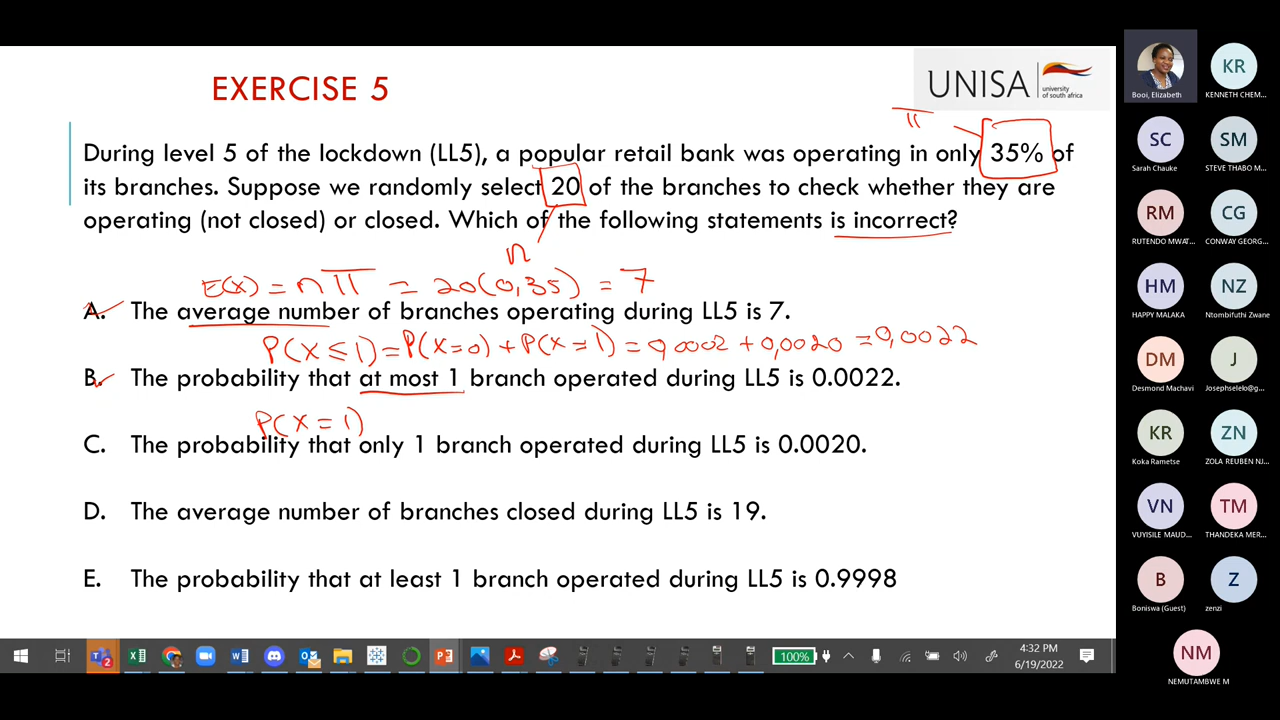 EXERCISE 5
UNISA
university
of south africa
π
During level 5 of the lockdown (LL5), a popular retail bank was operating in only 35% of
its branches. Suppose we randomly select 20 of the branches to check whether they are
operating (not closed) or closed. Which of the following statements is incorrect?
n
E(x) = nπ = 20(0,35) = 7
A. The average number of branches operating during LL5 is 7.
P(X ≤ 1) = P(X=0) + P(X=1) = 0,0002 + 0,0020 = 0,0022
B. The probability that at most 1 branch operated during LL5 is 0.0022.
P(X = 1)
C. The probability that only 1 branch operated during LL5 is 0.0020.
D. The average number of branches closed during LL5 is 19.
E. The probability that at least 1 branch operated during LL5 is 0.9998
Booi, Elizabeth
KR
KENNETH CHEM...
SC
Sarah Chauke
SM
STEVE THABO M...
RM
RUTENDO MWAT...
CG
CONWAY GEORG...
HM
HAPPY MALAKA
NZ
Ntombifuthi Zwane
DM
Desmond Machavi
J
Josephselelo@g...
KR
Koka Rametse
ZN
ZOLA REUBEN NJ...
VN
VUYISILE MAUD...
TM
THANDEKA MER...
B
Boniswa (Guest)
Z
zenzi
NM
NEMUTAMBWE M
2
100%
4:32 PM
6/19/2022